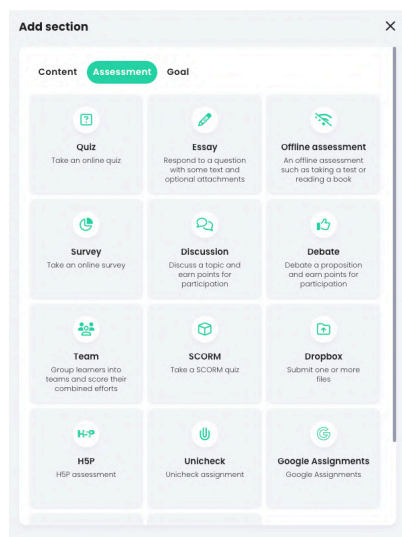 Add section
Content Assessment Goal
Quiz
Take an online quiz
Essay
Respond to a question
with some text and
optional attachments
Offline assessment
An offline assessment
such as taking a test or
reading a book
Survey
Take an online survey
Discussion
Discuss a topic and
earn points for
participation
Debate
Debate a proposition
and earn points for
participation
Team
Group learners into
teams and score their
combined efforts
SCORM
Take a SCORM quiz
Dropbox
Submit one or more
files
H5P
H5P
H5P assessment
Unicheck
Unicheck assignment
Google Assignments
Google Assignments